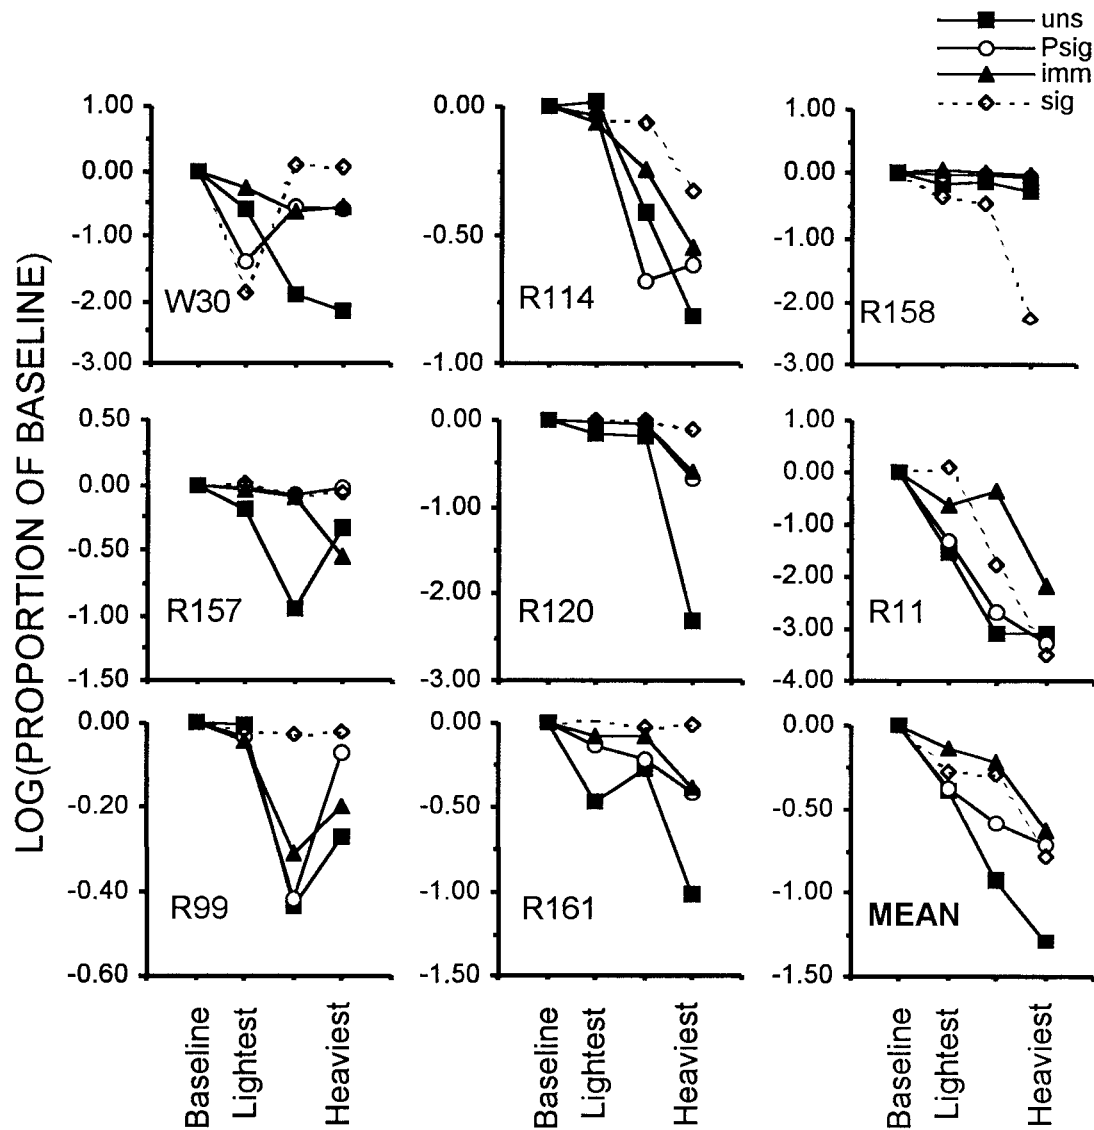 uns
Psig
imm
sig
LOG(PROPORTION OF BASELINE)
1.00
0.00
-1.00
-2.00
-3.00
W30
0.00
-0.50
-1.00
R114
1.00
0.00
-1.00
-2.00
-3.00
R158
0.50
0.00
-0.50
-1.00
-1.50
R157
0.00
-1.00
-2.00
-3.00
R120
1.00
0.00
-1.00
-2.00
-3.00
-4.00
R11
0.00
-0.20
-0.40
-0.60
R99
0.00
-0.50
-1.00
-1.50
R161
0.00
-0.50
-1.00
-1.50
MEAN
Baseline
Lightest
Heaviest
Baseline
Lightest
Heaviest
Baseline
Lightest
Heaviest